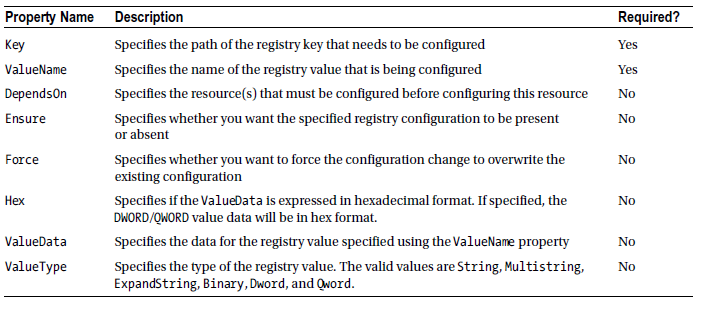 Property Name Description Required?
Key Specifies the path of the registry key that needs to be configured Yes
ValueName Specifies the name of the registry value that is being configured Yes
DependsOn Specifies the resource(s) that must be configured before configuring this resource No
Ensure Specifies whether you want the specified registry configuration to be present No
or absent
Force Specifies whether you want to force the configuration change to overwrite the No
existing configuration
Hex Specifies if the ValueData is expressed in hexadecimal format. If specified, the No
DWORD/QWORD value data will be in hex format.
ValueData Specifies the data for the registry value specified using the ValueName property No
ValueType Specifies the type of the registry value. The valid values are String, Multistring, No
ExpandString, Binary, Dword, and Qword.